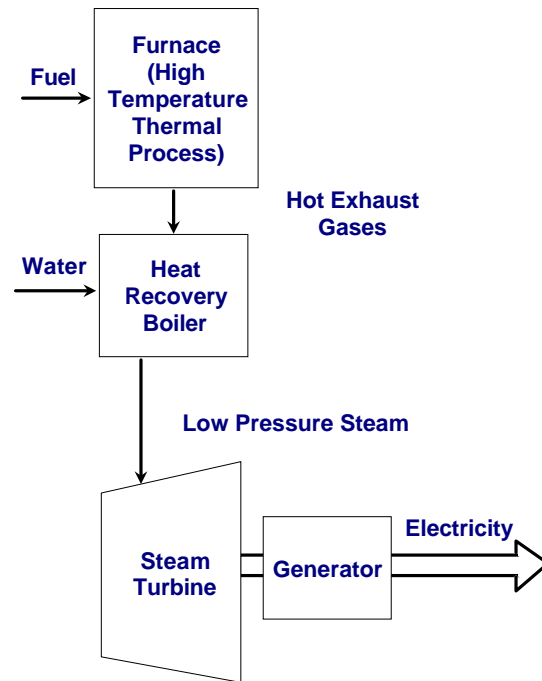 Furnace
(High
Temperature
Thermal
Process)
Fuel
Hot Exhaust
Gases
Water
Heat
Recovery
Boiler
Low Pressure Steam
Steam
Turbine
Generator
Electricity